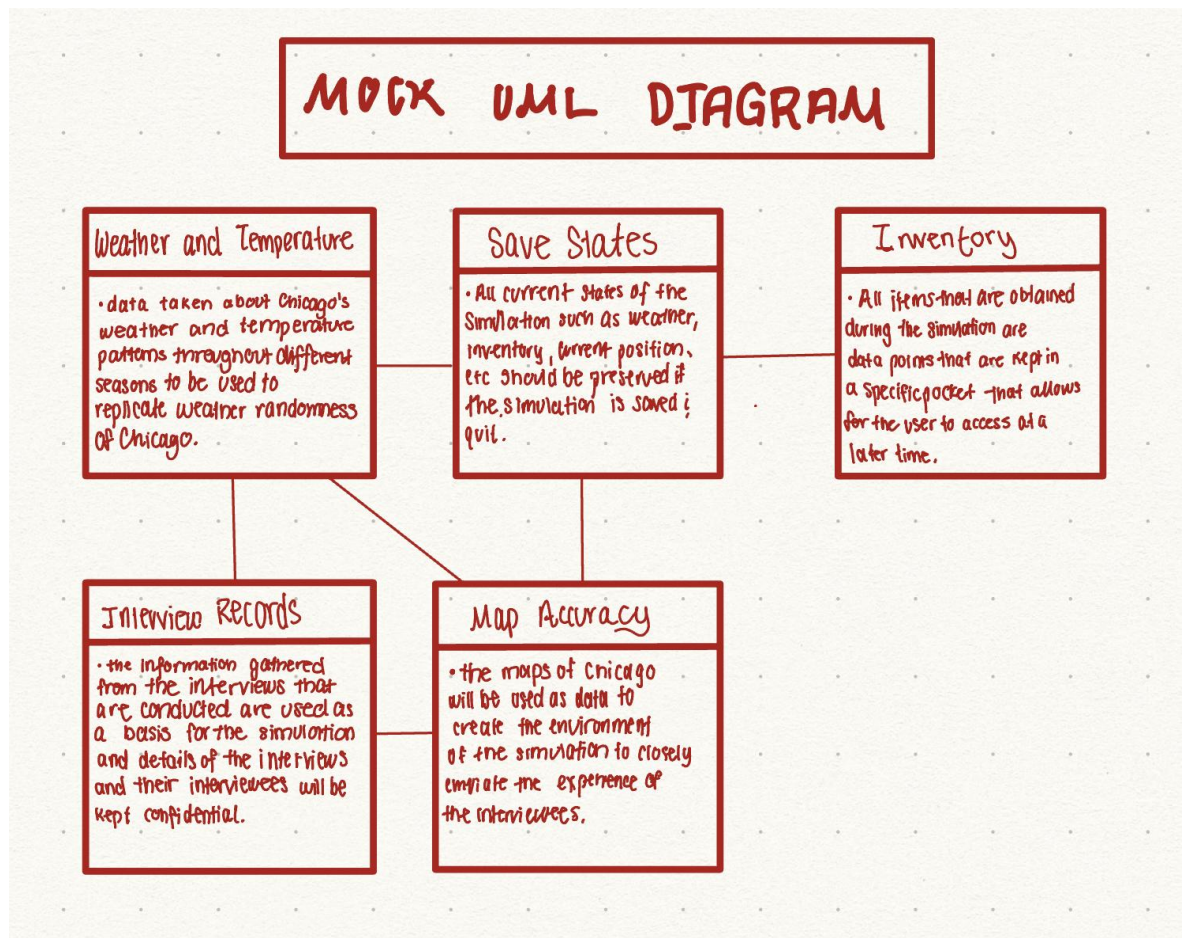 MOCK UML DIAGRAM
Weather and Temperature
• data taken about Chicago's
weather and temperature
patterns throughout different
seasons to be used to
replicate weather randomness
of Chicago.
Save States
• All current states of the
simulation such as weather,
inventory, current position,
etc should be preserved if
the simulation is saved &
quit.
Inventory
• All items that are obtained
during the simulation are
data points that are kept in
a specific pocket that allows
for the user to access at a
later time.
Interview Records
• the information gathered
from the interviews that
are conducted are used as
a basis for the simulation
and details of the interviews
and their interviewees will be
kept confidential.
Map Accuracy
• the maps of Chicago
will be used as data to
create the environment
of the simulation to closely
emulate the experience of
the interviewees.